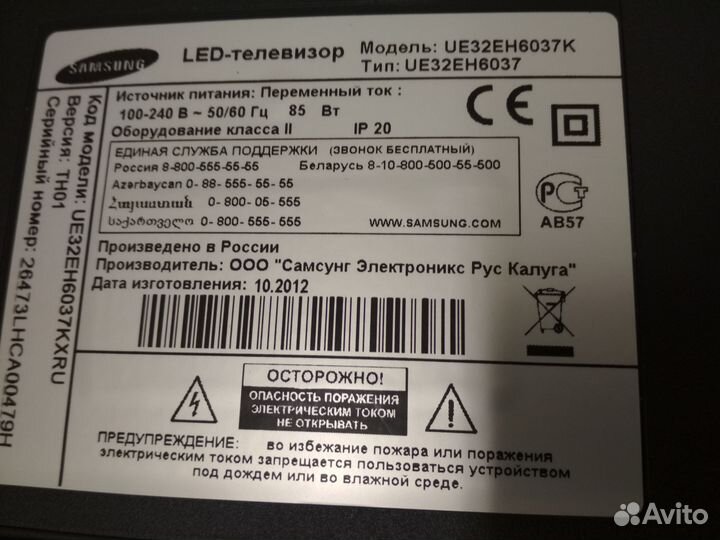 SAMSUNG
LED-телевизор
Модель: UE32EH6037K
Тип: UE32EH6037
Источник питания: Переменный ток :
100-240 В ~ 50/60 Гц 85 Вт
Оборудование класса II IP 20
ЕДИНАЯ СЛУЖБА ПОДДЕРЖКИ (ЗВОНОК БЕСПЛАТНЫЙ)
Россия 8-800-555-55-55 Беларусь 8-10-800-500-55-500
Azərbaycan 0- 88- 555- 55- 55
Հայաստան 0- 800- 05- 555
საქართველო 0- 800- 555- 555 WWW.SAMSUNG.COM
CE
РСТ
АВ57
Произведено в России
Производитель: ООО "Самсунг Электроникс Рус Калуга"
Дата изготовления: 10.2012
ОСТОРОЖНО!
ОПАСНОСТЬ ПОРАЖЕНИЯ
ЭЛЕКТРИЧЕСКИМ ТОКОМ
НЕ ОТКРЫВАТЬ
ПРЕДУПРЕЖДЕНИЕ: во избежание пожара или поражения
электрическим током запрещается пользоваться устройством
под дождем или во влажной среде.
Код модели: UE32EH6037KXRU
Версия: TH01
Серийный номер: 26473LHCA00479H
Avito